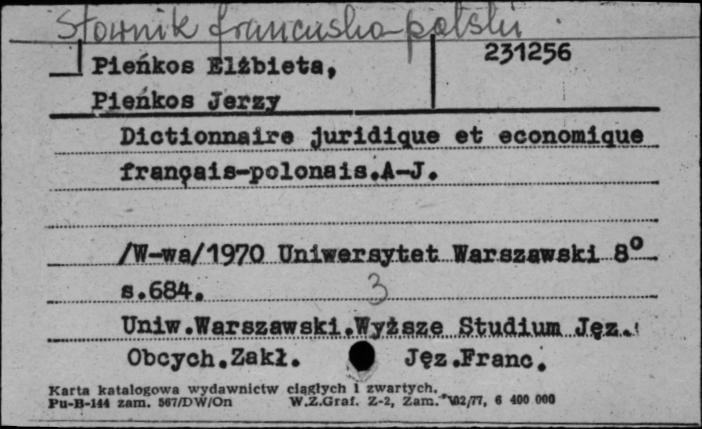 Słownik francusko-polski.
231256
Pieńkos Elżbieta,
Pieńkos Jerzy
Dictionnaire juridique et economique
français-polonais.A-J.
/W-wa/1970 Uniwersytet Warszawski 8°
s.684. 3
Uniw.Warszawski.Wyższe Studium Jęz.
Obcych.Zakł. Jęz.Franc.
Karta katalogowa wydawnictw ciągłych i zwartych.
Pu-B-144 zam. 567/DW/On W.Z.Graf. Z-2, Zam. 102/77, 6 400 000